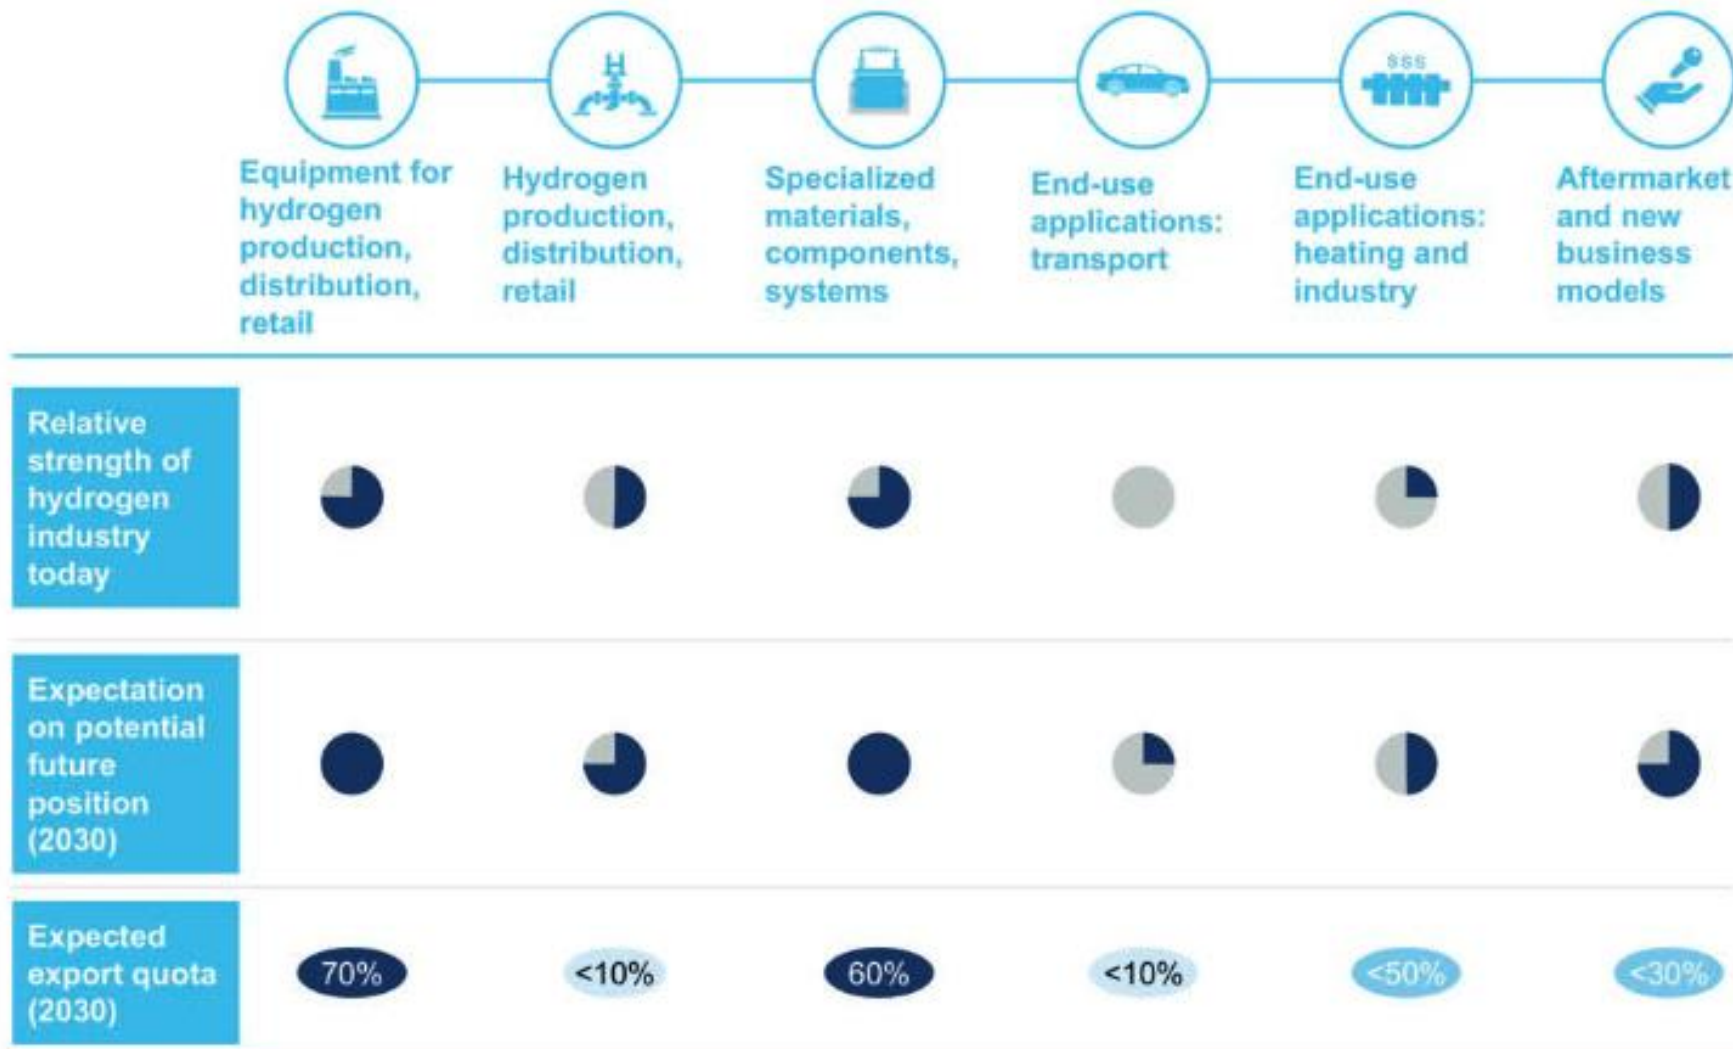 Equipment for
hydrogen
production,
distribution,
retail
Hydrogen
production,
distribution,
retail
Specialized
materials,
components,
systems
End-use
applications:
transport
End-use
applications:
heating and
industry
Aftermarket
and new
business
models
Relative
strength of
hydrogen
industry
today
Expectation
on potential
future
position
(2030)
Expected
export quota
(2030)
70%
<10%
60%
<10%
<50%
<30%